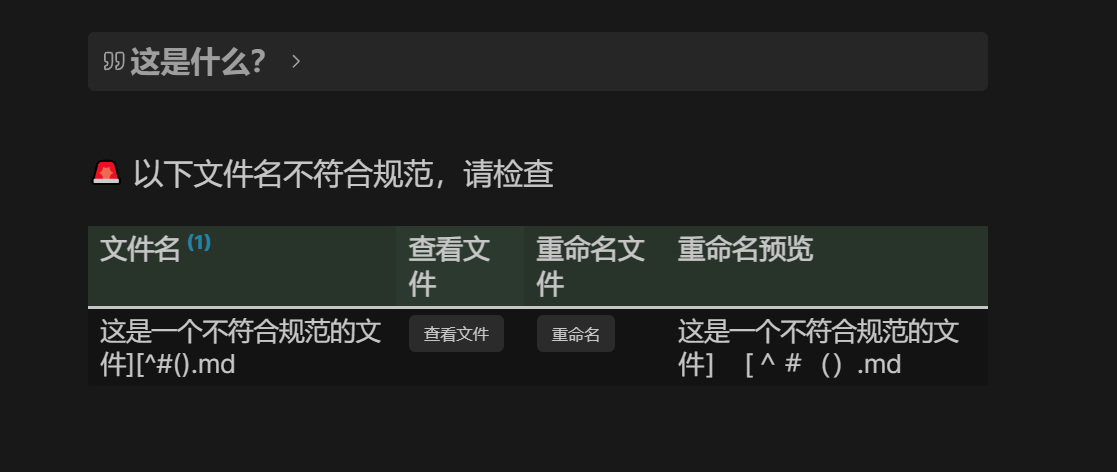 这是什么？
🚨 以下文件名不符合规范，请检查
文件名 (1)
查看文
件
重命名文
件
重命名预览
这是一个不符合规范的文
件][^#().md
查看文件
重命名
这是一个不符合规范的文
件］［＾＃（）.md